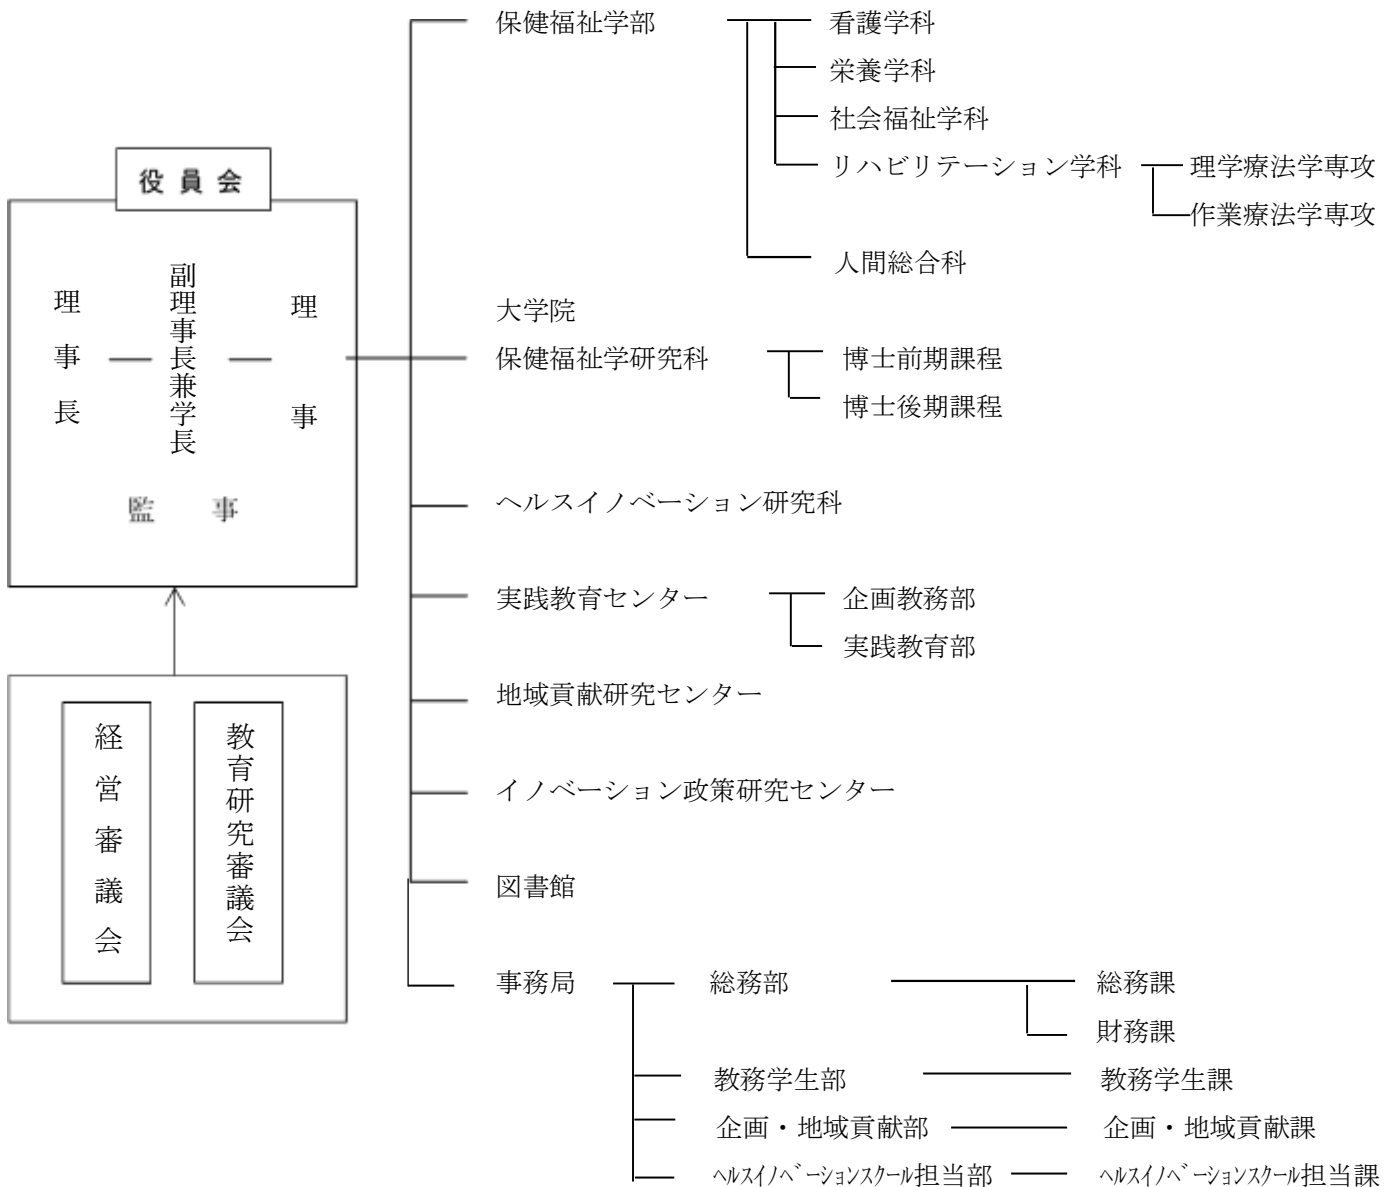 役員会
理事長
副理事長兼学長
理事
監事
経営審議会
教育研究審議会
保健福祉学部
看護学科
栄養学科
社会福祉学科
リハビリテーション学科
理学療法学専攻
作業療法学専攻
人間総合科
大学院
保健福祉学研究科
博士前期課程
博士後期課程
ヘルスイノベーション研究科
実践教育センター
企画教務部
実践教育部
地域貢献研究センター
イノベーション政策研究センター
図書館
事務局
総務部
総務課
財務課
教務学生部
教務学生課
企画・地域貢献部
企画・地域貢献課
ﾍﾙｽｲﾉﾍﾞｰｼｮﾝｽｸｰﾙ担当部
ﾍﾙｽｲﾉﾍﾞｰｼｮﾝｽｸｰﾙ担当課